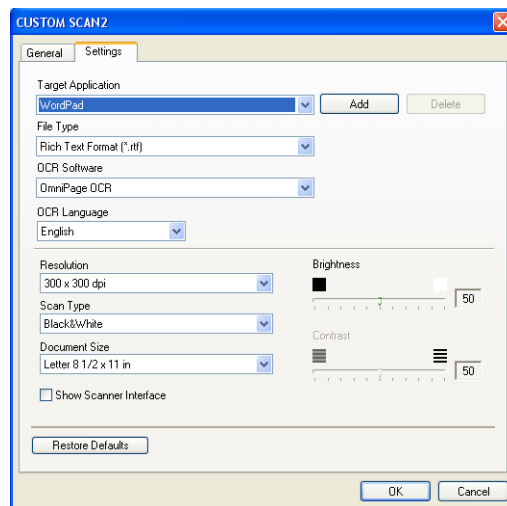 CUSTOM SCAN2
General Settings
Target Application
WordPad Add Delete
File Type
Rich Text Format (*.rtf)
OCR Software
OmniPage OCR
OCR Language
English
Resolution Brightness
300 x 300 dpi 50
Scan Type
Black&White
Contrast
Document Size
Letter 8 1/2 x 11 in 50
Show Scanner Interface
Restore Defaults
OK Cancel